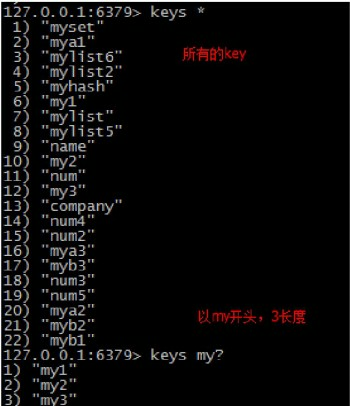 127.0.0.1:6379> keys *
1) "myset"
2) "mya1"
3) "mylist6"
所有的key
4) "mylist2"
5) "myhash"
6) "my1"
7) "mylist"
8) "mylist5"
9) "name"
10) "my2"
11) "num"
12) "my3"
13) "company"
14) "num4"
15) "num2"
16) "mya3"
17) "myb3"
18) "num3"
19) "num5"
20) "mya2"
以my开头，3长度
21) "myb2"
22) "myb1"
127.0.0.1:6379> keys my?
1) "my1"
2) "my2"
3) "my3"